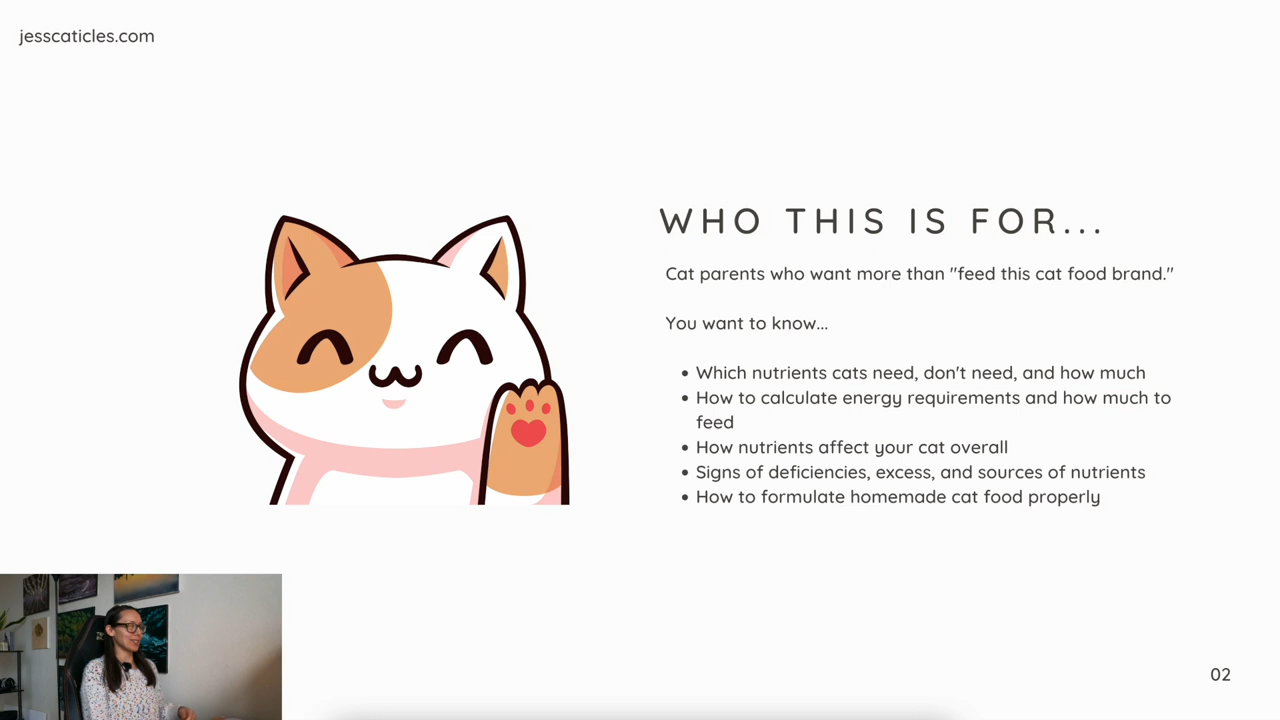 jesscaticles.com
WHO THIS IS FOR...
Cat parents who want more than "feed this cat food brand."
You want to know...
• Which nutrients cats need, don't need, and how much
• How to calculate energy requirements and how much to
feed
• How nutrients affect your cat overall
• Signs of deficiencies, excess, and sources of nutrients
• How to formulate homemade cat food properly
02